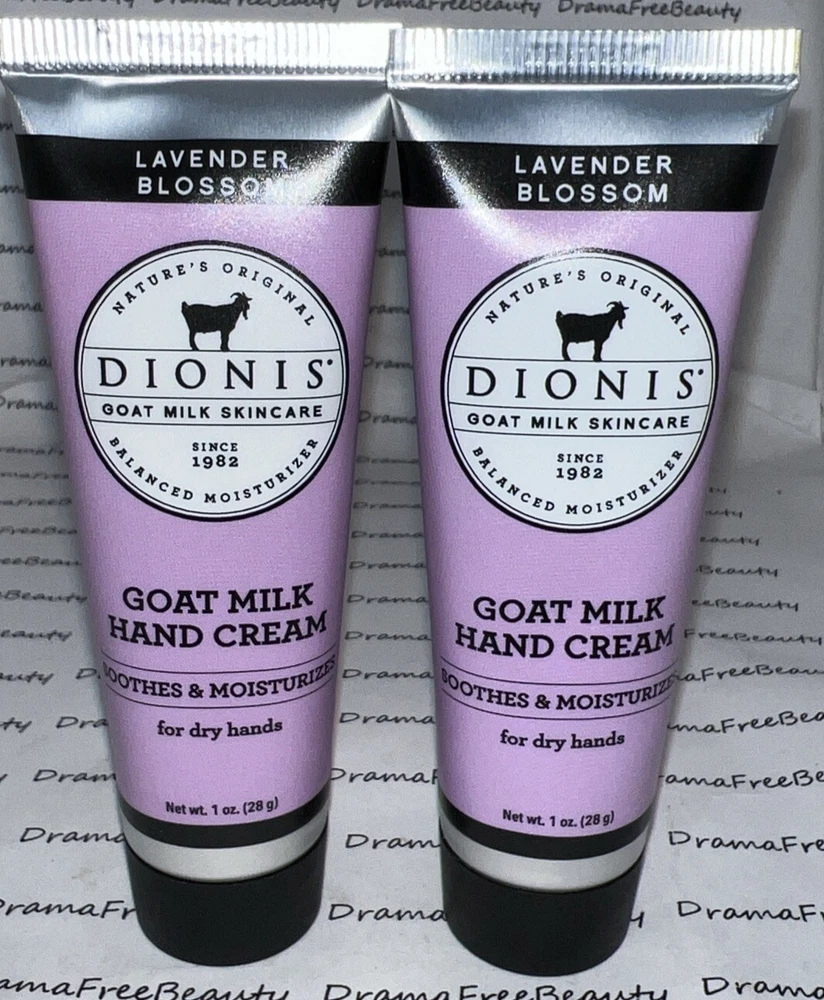 DramaFreeBeauty DramaFreeBeauty
LAVENDER
BLOSSOM
NATURE'S ORIGINAL
DIONIS
GOAT MILK SKINCARE
SINCE
1982
BALANCED MOISTURIZER
GOAT MILK
HAND CREAM
SOOTHES & MOISTURIZES
for dry hands
Net wt. 1 oz. (28 g)
LAVENDER
BLOSSOM
NATURE'S ORIGINAL
DIONIS
GOAT MILK SKINCARE
SINCE
1982
BALANCED MOISTURIZER
GOAT MILK
HAND CREAM
SOOTHES & MOISTURIZES
for dry hands
Net wt. 1 oz. (28 g)